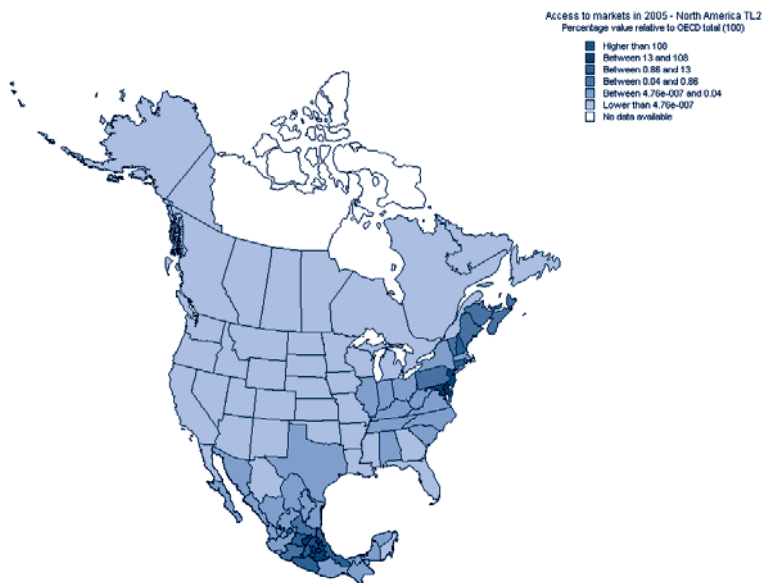 Access to markets in 2005 - North America TL2
Percentage value relative to OECD total (100)
Higher than 108
Between 13 and 108
Between 0.86 and 13
Between 0.04 and 0.86
Between 4.76e-007 and 0.04
Lower than 4.76e-007
No data available